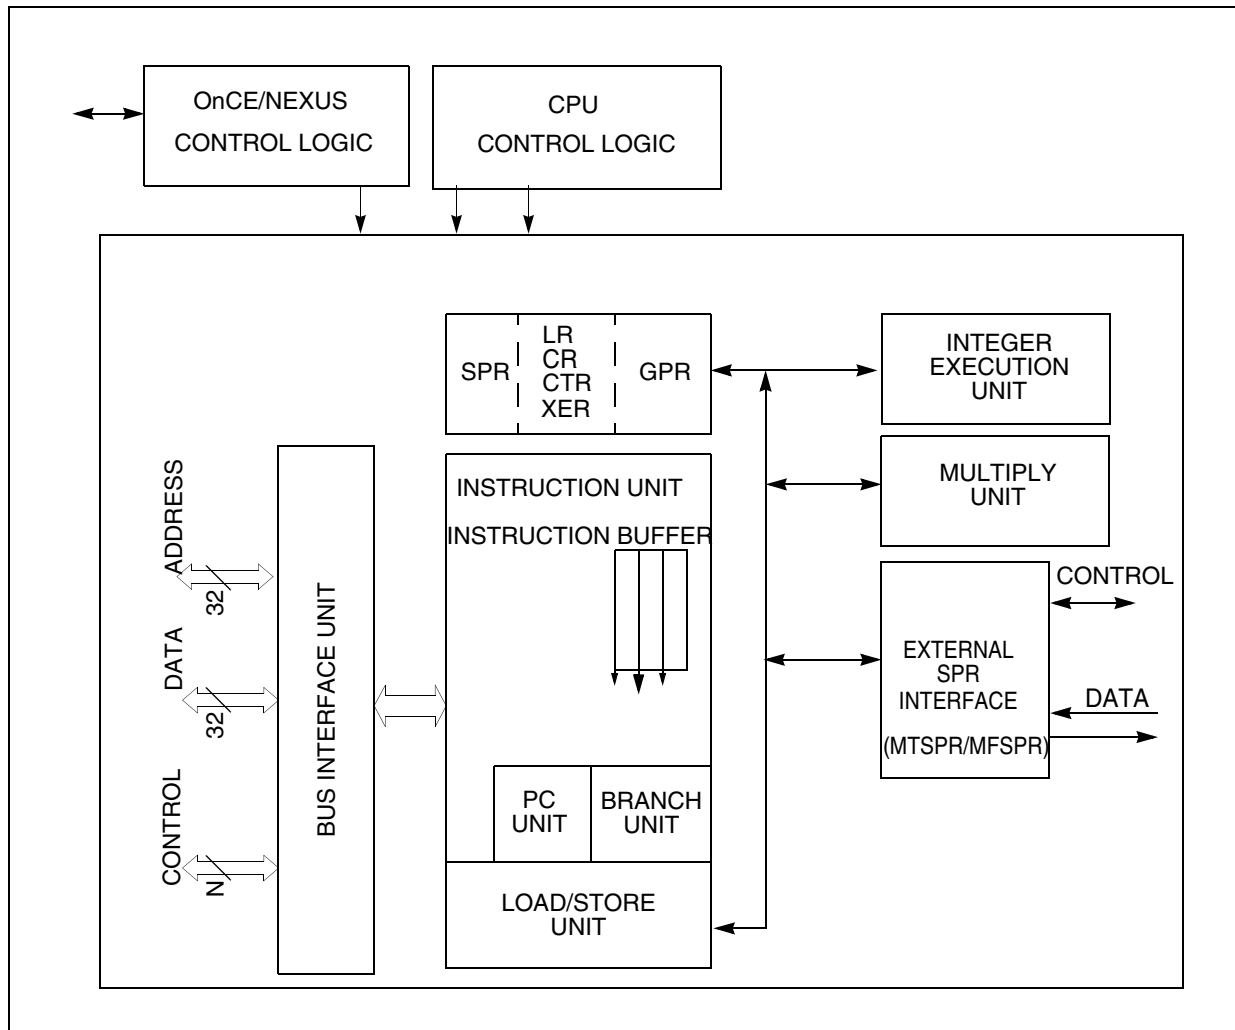 OnCE/NEXUS
CONTROL LOGIC
CPU
CONTROL LOGIC
SPR
LR
CR
CTR
XER
GPR
INTEGER
EXECUTION
UNIT
INSTRUCTION UNIT
INSTRUCTION BUFFER
MULTIPLY
UNIT
ADDRESS
32
DATA
32
CONTROL
N
BUS INTERFACE UNIT
EXTERNAL
SPR
INTERFACE
(MTSPR/MFSPR)
CONTROL
DATA
PC
UNIT
BRANCH
UNIT
LOAD/STORE
UNIT